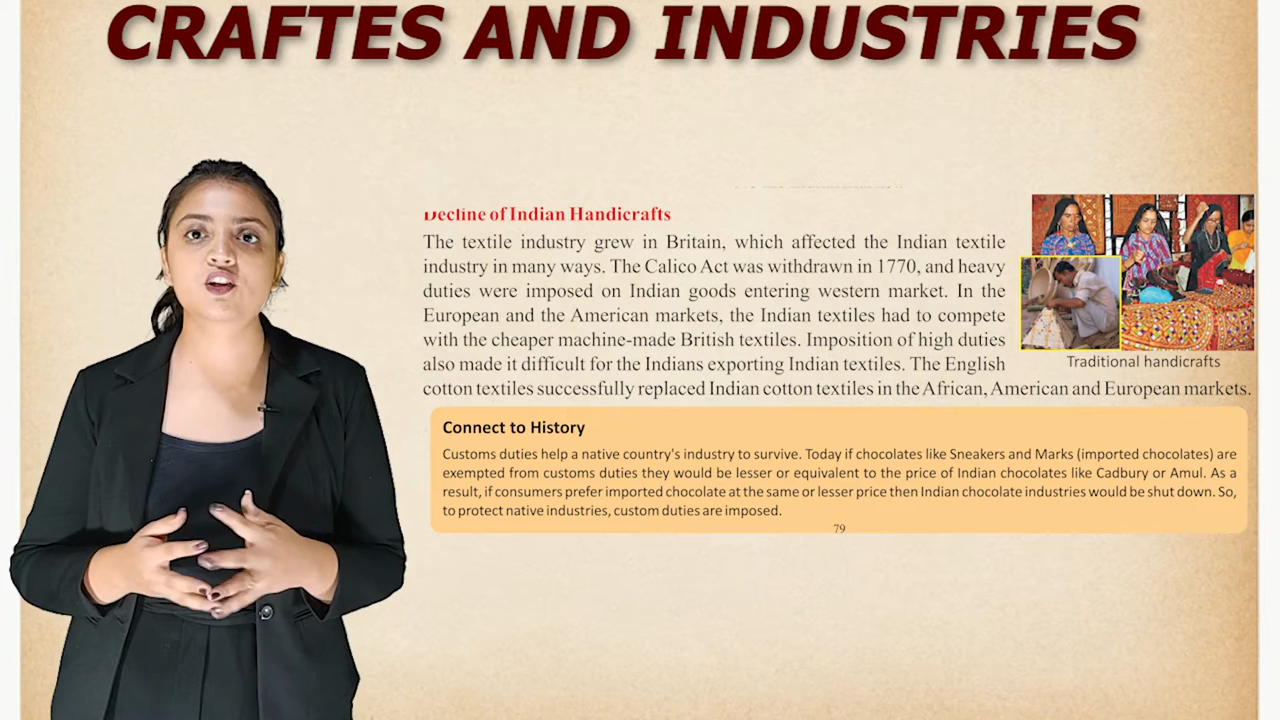 CRAFTES AND INDUSTRIES
Decline of Indian Handicrafts
The textile industry grew in Britain, which affected the Indian textile
industry in many ways. The Calico Act was withdrawn in 1770, and heavy
duties were imposed on Indian goods entering western market. In the
European and the American markets, the Indian textiles had to compete
with the cheaper machine-made British textiles. Imposition of high duties
also made it difficult for the Indians exporting Indian textiles. The English
cotton textiles successfully replaced Indian cotton textiles in the African, American and European markets.
Traditional handicrafts
Connect to History
Customs duties help a native country's industry to survive. Today if chocolates like Sneakers and Marks (imported chocolates) are
exempted from customs duties they would be lesser or equivalent to the price of Indian chocolates like Cadbury or Amul. As a
result, if consumers prefer imported chocolate at the same or lesser price then Indian chocolate industries would be shut down. So,
to protect native industries, custom duties are imposed.
79